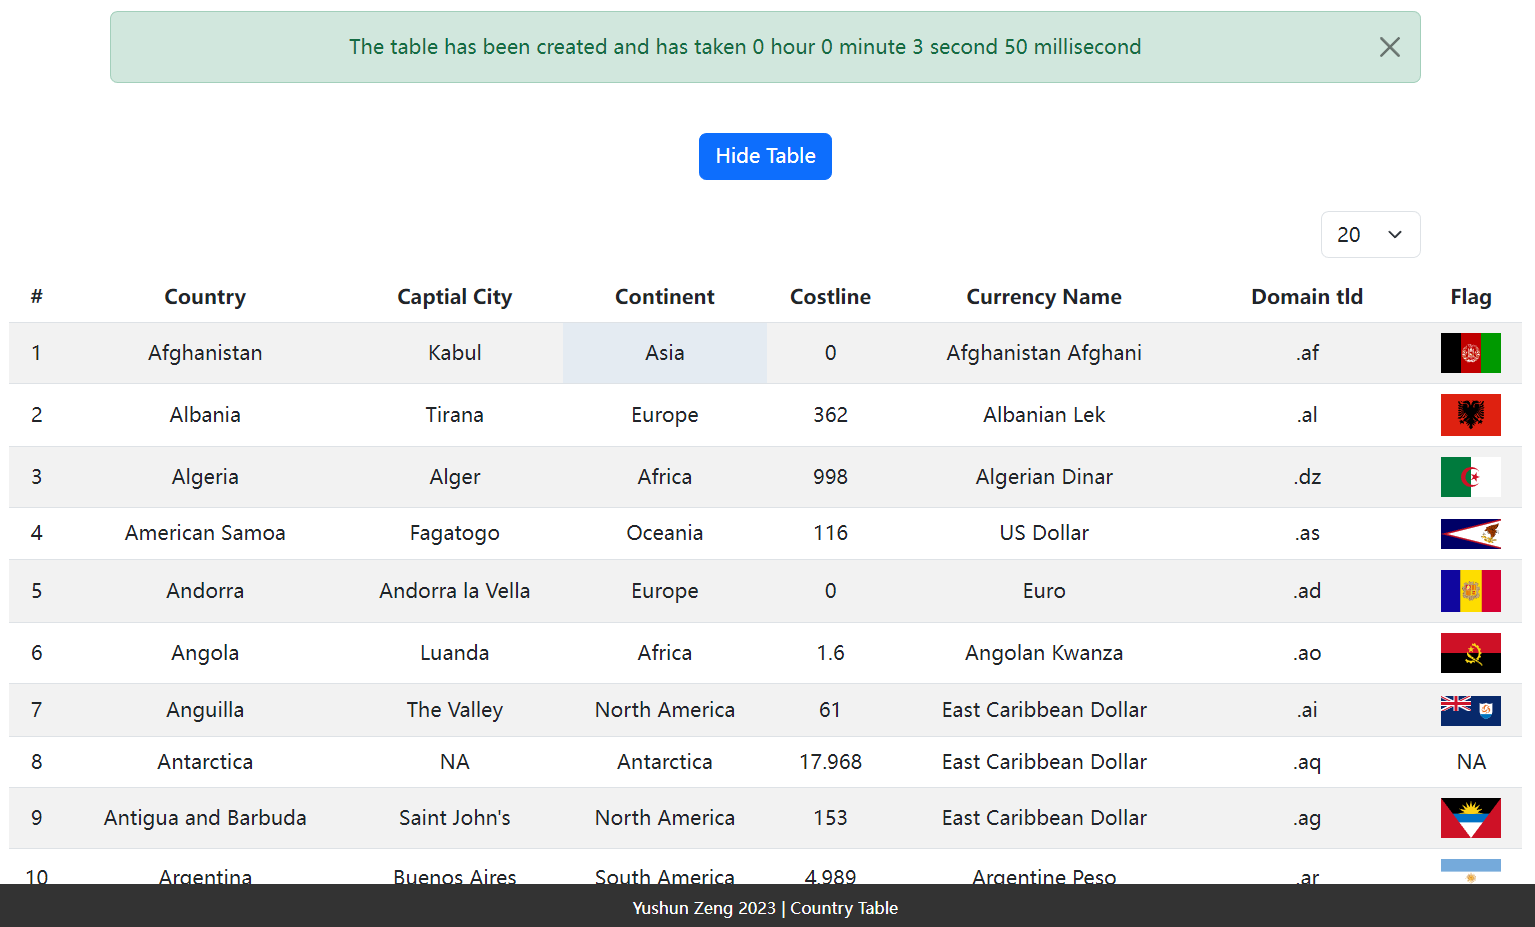 The table has been created and has taken 0 hour 0 minute 3 second 50 millisecond
Hide Table
20
# Country Captial City Continent Costline Currency Name Domain tld Flag
1 Afghanistan Kabul Asia 0 Afghanistan Afghani .af
2 Albania Tirana Europe 362 Albanian Lek .al
3 Algeria Alger Africa 998 Algerian Dinar .dz
4 American Samoa Fagatogo Oceania 116 US Dollar .as
5 Andorra Andorra la Vella Europe 0 Euro .ad
6 Angola Luanda Africa 1.6 Angolan Kwanza .ao
7 Anguilla The Valley North America 61 East Caribbean Dollar .ai
8 Antarctica NA Antarctica 17.968 East Caribbean Dollar .aq NA
9 Antigua and Barbuda Saint John's North America 153 East Caribbean Dollar .ag
10 Argentina Buenos Aires South America 4.989 Argentine Peso .ar
Yushun Zeng 2023 | Country Table